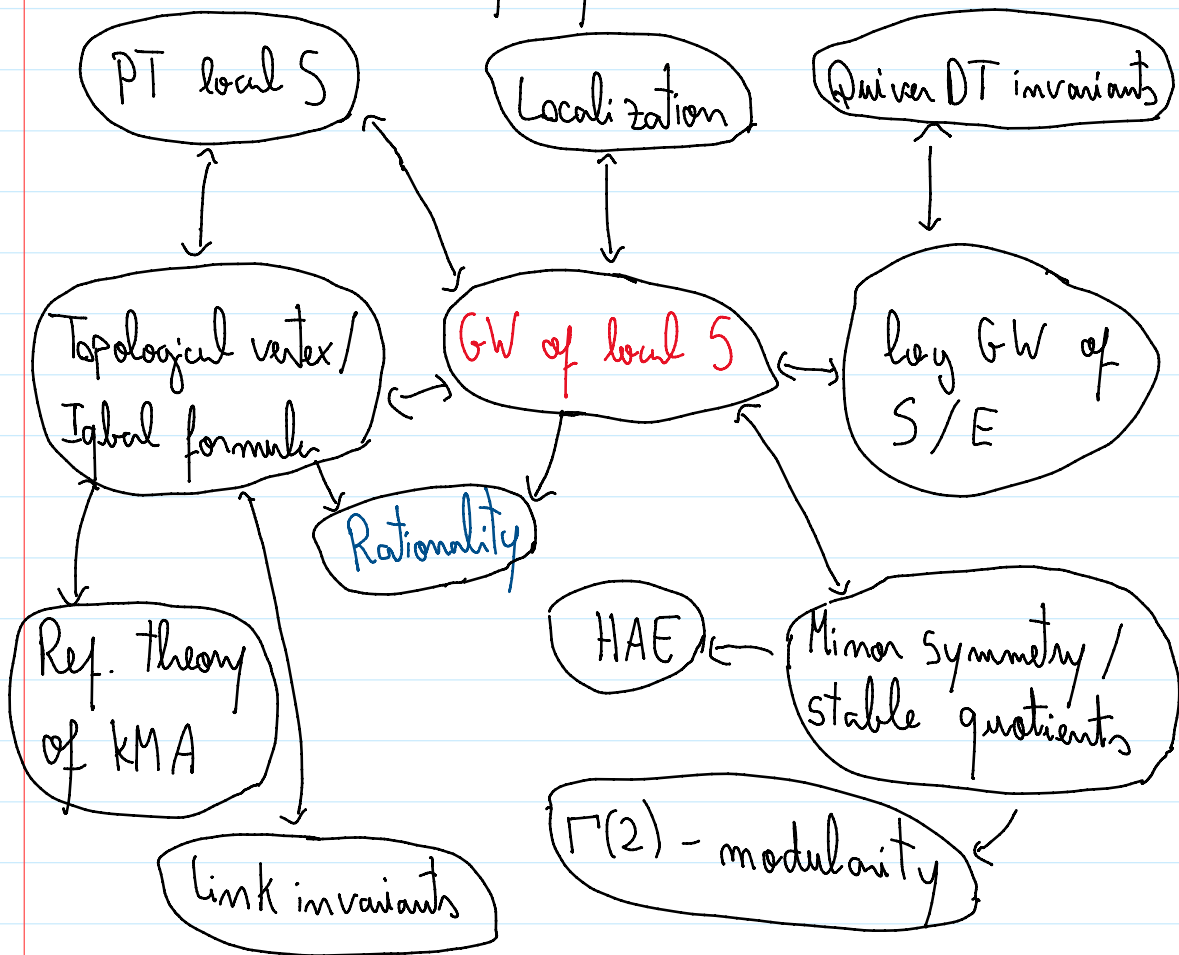 PT local S
Localization
Quiver DT invariants
Topological vertex /
Iqbal formula
GW of local S
log GW of
S/E
Rationality
Rep. theory
of KMA
HAE
Mirror symmetry /
stable quotients
Γ(2) - modularity
Link invariants